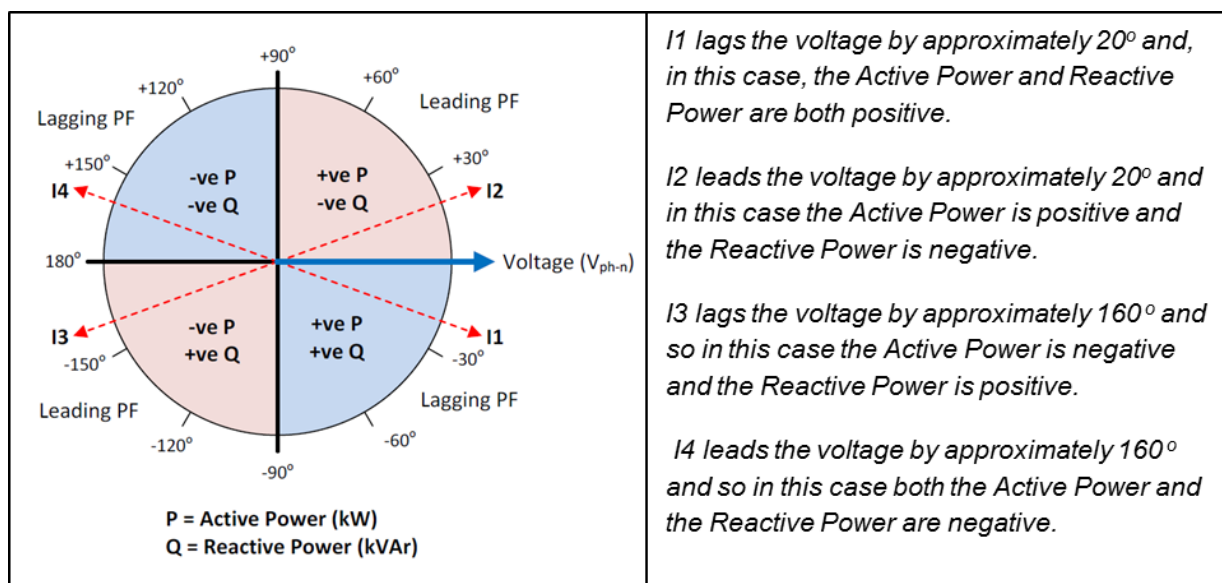 +90°
+120°
+60°
Lagging PF
Leading PF
+150°
+30°
I4
-ve P
-ve Q
+ve P
-ve Q
I2
180°
Voltage (Vph-n)
I3
-ve P
+ve Q
+ve P
+ve Q
I1
-150°
-30°
Leading PF
Lagging PF
-120°
-60°
-90°
P = Active Power (kW)
Q = Reactive Power (kVAr)
I1 lags the voltage by approximately 20° and,
in this case, the Active Power and Reactive
Power are both positive.
I2 leads the voltage by approximately 20° and
in this case the Active Power is positive and
the Reactive Power is negative.
I3 lags the voltage by approximately 160° and
so in this case the Active Power is negative
and the Reactive Power is positive.
I4 leads the voltage by approximately 160°
and so in this case both the Active Power and
the Reactive Power are negative.